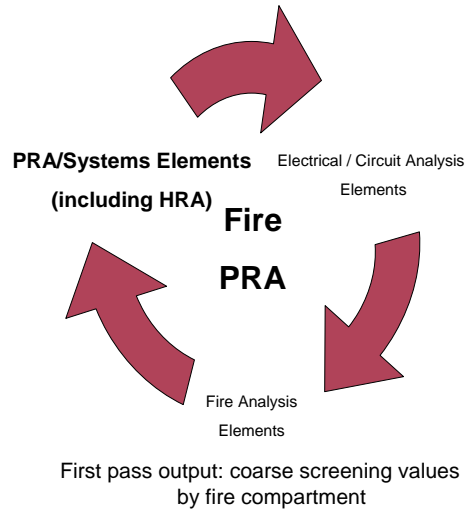 PRA/Systems Elements
(including HRA)
Electrical / Circuit Analysis
Elements
Fire
PRA
Fire Analysis
Elements
First pass output: coarse screening values
by fire compartment